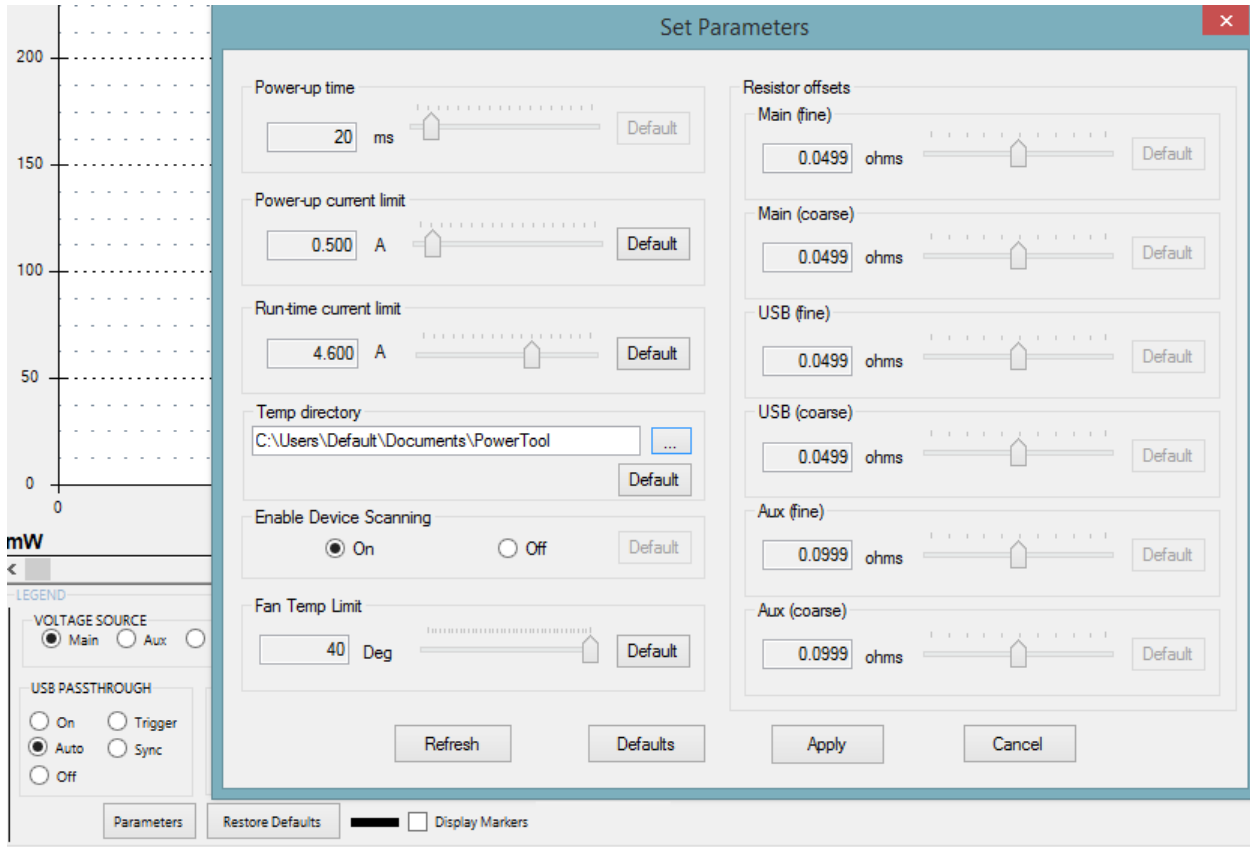 Set Parameters
200
150
100
50
0
0
mW
Power-up time
20 ms Default
Power-up current limit
0.500 A Default
Run-time current limit
4.600 A Default
Temp directory
C:\Users\Default\Documents\PowerTool ...
Default
Enable Device Scanning
On Off Default
Fan Temp Limit
40 Deg Default
Resistor offsets
Main (fine)
0.0499 ohms Default
Main (coarse)
0.0499 ohms Default
USB (fine)
0.0499 ohms Default
USB (coarse)
0.0499 ohms Default
Aux (fine)
0.0999 ohms Default
Aux (coarse)
0.0999 ohms Default
Refresh Defaults Apply Cancel
LEGEND
VOLTAGE SOURCE
Main Aux
USB PASSTHROUGH
On Trigger
Auto Sync
Off
Parameters Restore Defaults Display Markers